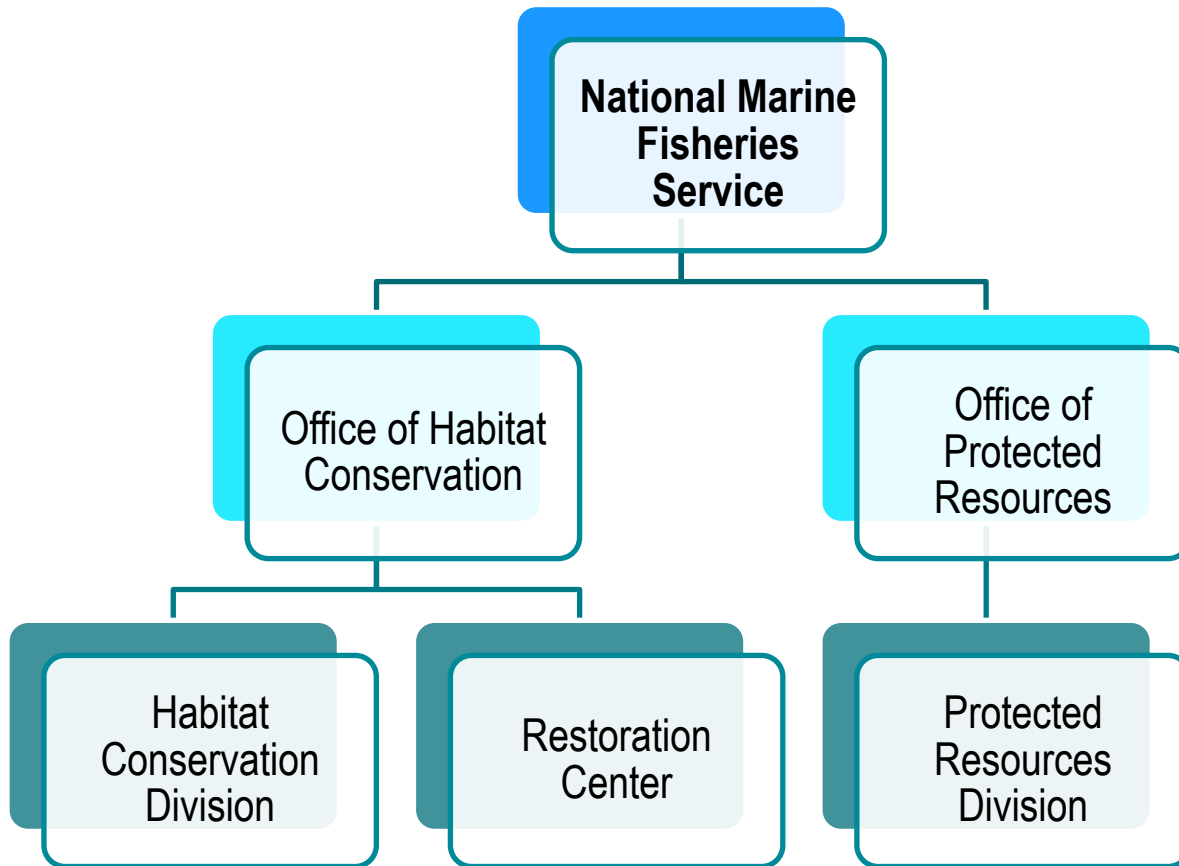 National Marine
Fisheries
Service
Office of Habitat
Conservation
Office of
Protected
Resources
Habitat
Conservation
Division
Restoration
Center
Protected
Resources
Division